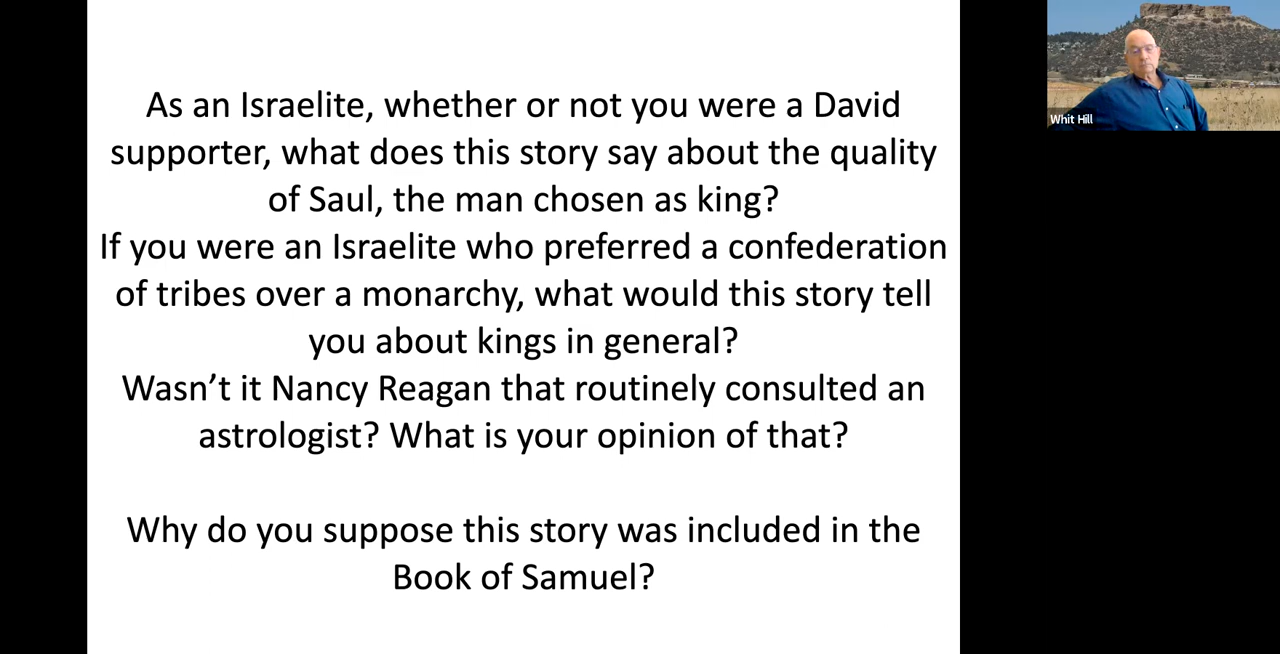 As an Israelite, whether or not you were a David
supporter, what does this story say about the quality
of Saul, the man chosen as king?
If you were an Israelite who preferred a confederation
of tribes over a monarchy, what would this story tell
you about kings in general?
Wasn’t it Nancy Reagan that routinely consulted an
astrologist? What is your opinion of that?
Why do you suppose this story was included in the
Book of Samuel?
Whit Hill